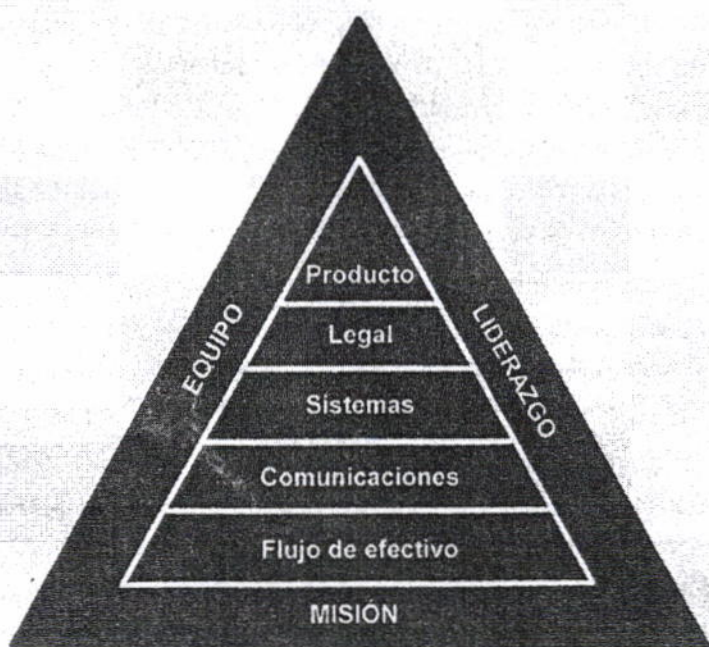 Producto
Legal
EQUIPO
LIDERAZGO
Sistemas
Comunicaciones
Flujo de efectivo
MISIÓN